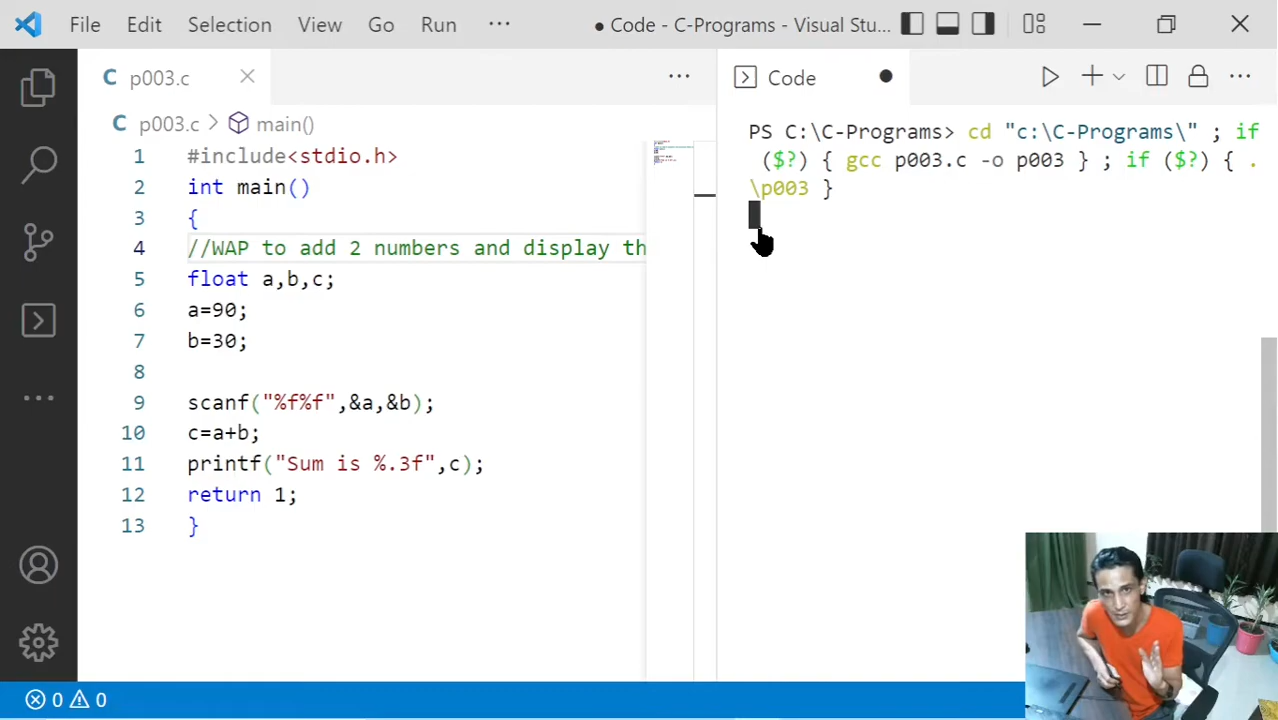 File Edit Selection View Go Run ··· ● Code - C-Programs - Visual Stu...
C p003.c
Code
C p003.c > main()
1 #include<stdio.h>
2 int main()
3 {
4 //WAP to add 2 numbers and display th
5 float a,b,c;
6 a=90;
7 b=30;
8
9 scanf("%f%f",&a,&b);
10 c=a+b;
11 printf("Sum is %.3f",c);
12 return 1;
13 }
PS C:\C-Programs> cd "c:\C-Programs\" ; if
($?) { gcc p003.c -o p003 } ; if ($?) { .
\p003 }
0 0